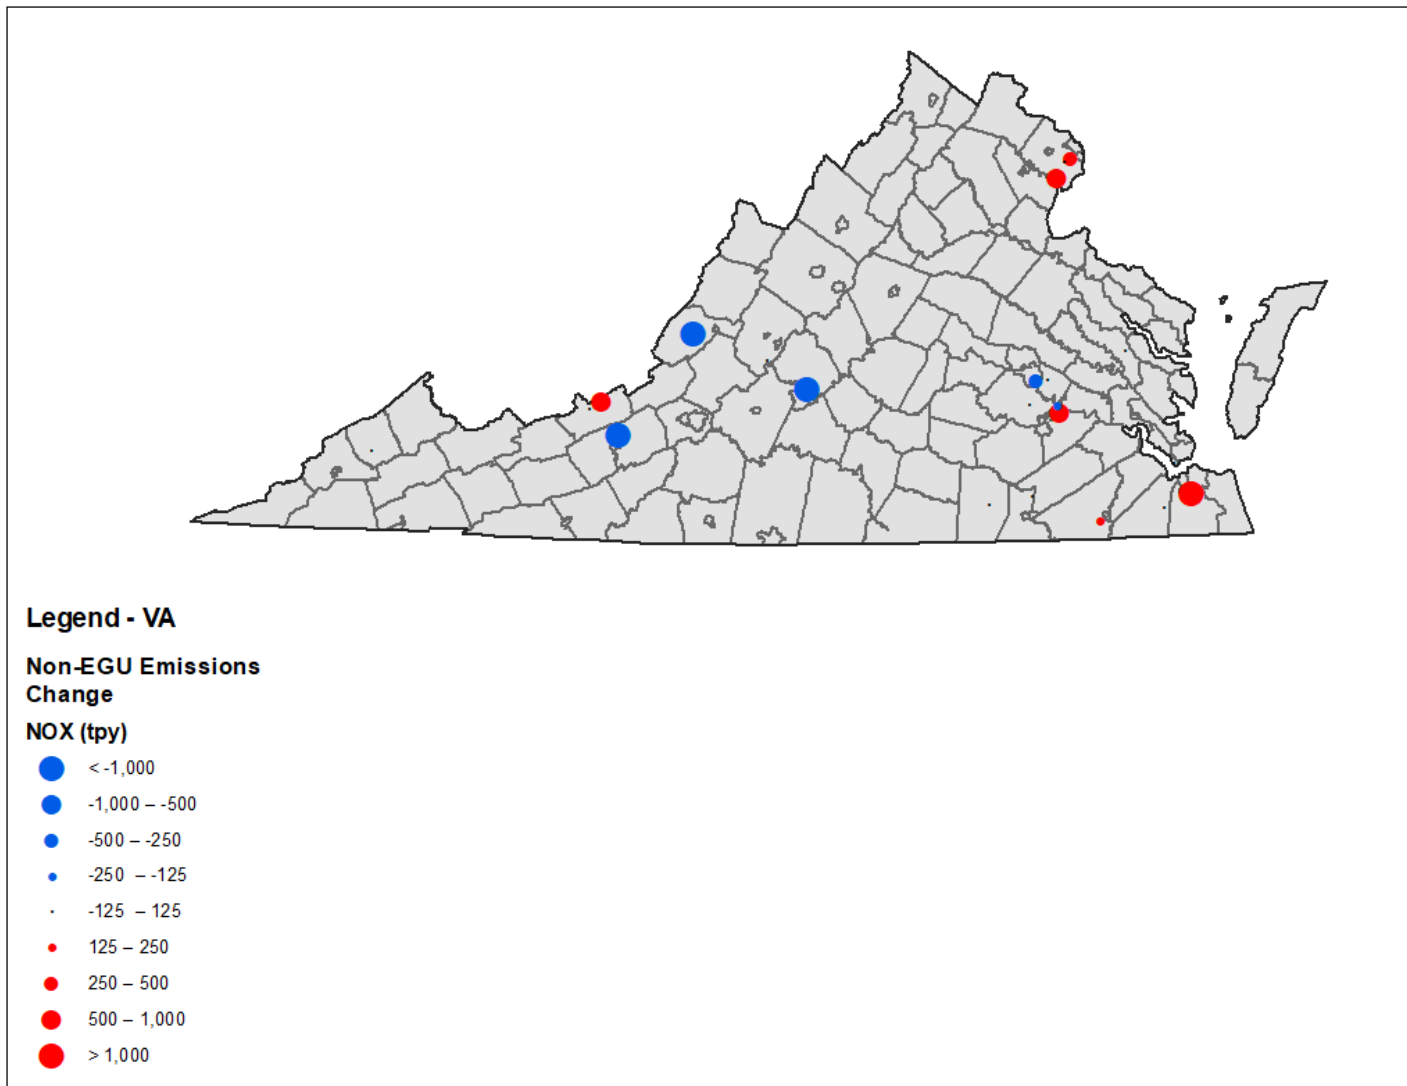 Legend - VA
Non-EGU Emissions
Change
NOX (tpy)
< -1,000
-1,000 – -500
-500 – -250
-250 – -125
-125 – 125
125 – 250
250 – 500
500 – 1,000
> 1,000